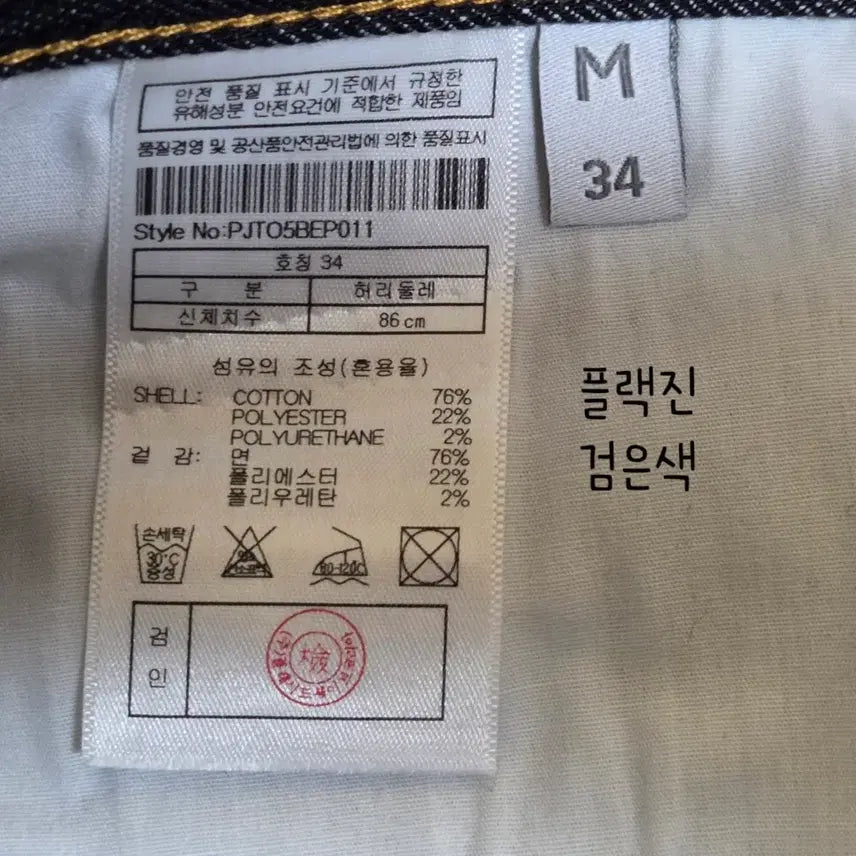 안전 품질 표시 기준에서 규정한
유해성분 안전요건에 적합한 제품임
품질경영 및 공산품안전관리법에 의한 품질표시
Style No:PJTO5BEP011
호칭 34
구 분 허리둘레
신체치수 86cm
섬유의 조성(혼용율)
SHELL: COTTON 76%
POLYESTER 22%
POLYURETHANE 2%
겉 감: 면 76%
폴리에스터 22%
폴리우레탄 2%
손세탁
30°C
중성
80-120C
검
인
檢
M
34
플랙진
검은색